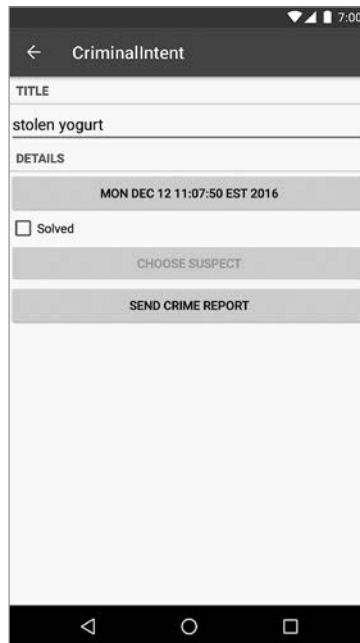 7:00
CriminalIntent
TITLE
stolen yogurt
DETAILS
MON DEC 12 11:07:50 EST 2016
Solved
CHOOSE SUSPECT
SEND CRIME REPORT